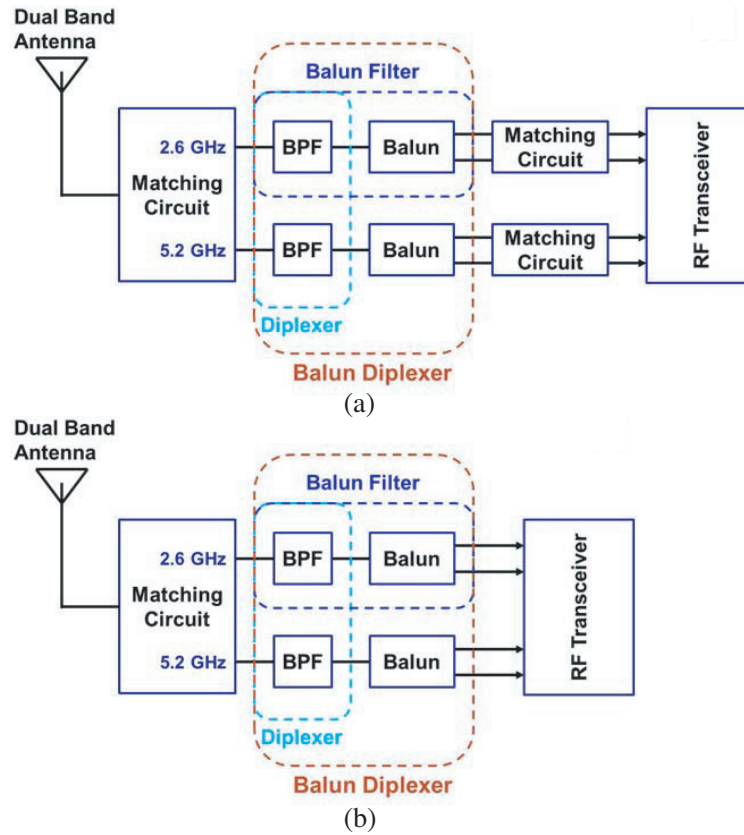 Dual Band
Antenna
Balun Filter
2.6 GHz
BPF
Balun
Matching
Circuit
Matching
Circuit
RF Transceiver
5.2 GHz
BPF
Balun
Matching
Circuit
Diplexer
Balun Diplexer
(a)
Dual Band
Antenna
Balun Filter
2.6 GHz
BPF
Balun
Matching
Circuit
RF Transceiver
5.2 GHz
BPF
Balun
Diplexer
Balun Diplexer
(b)